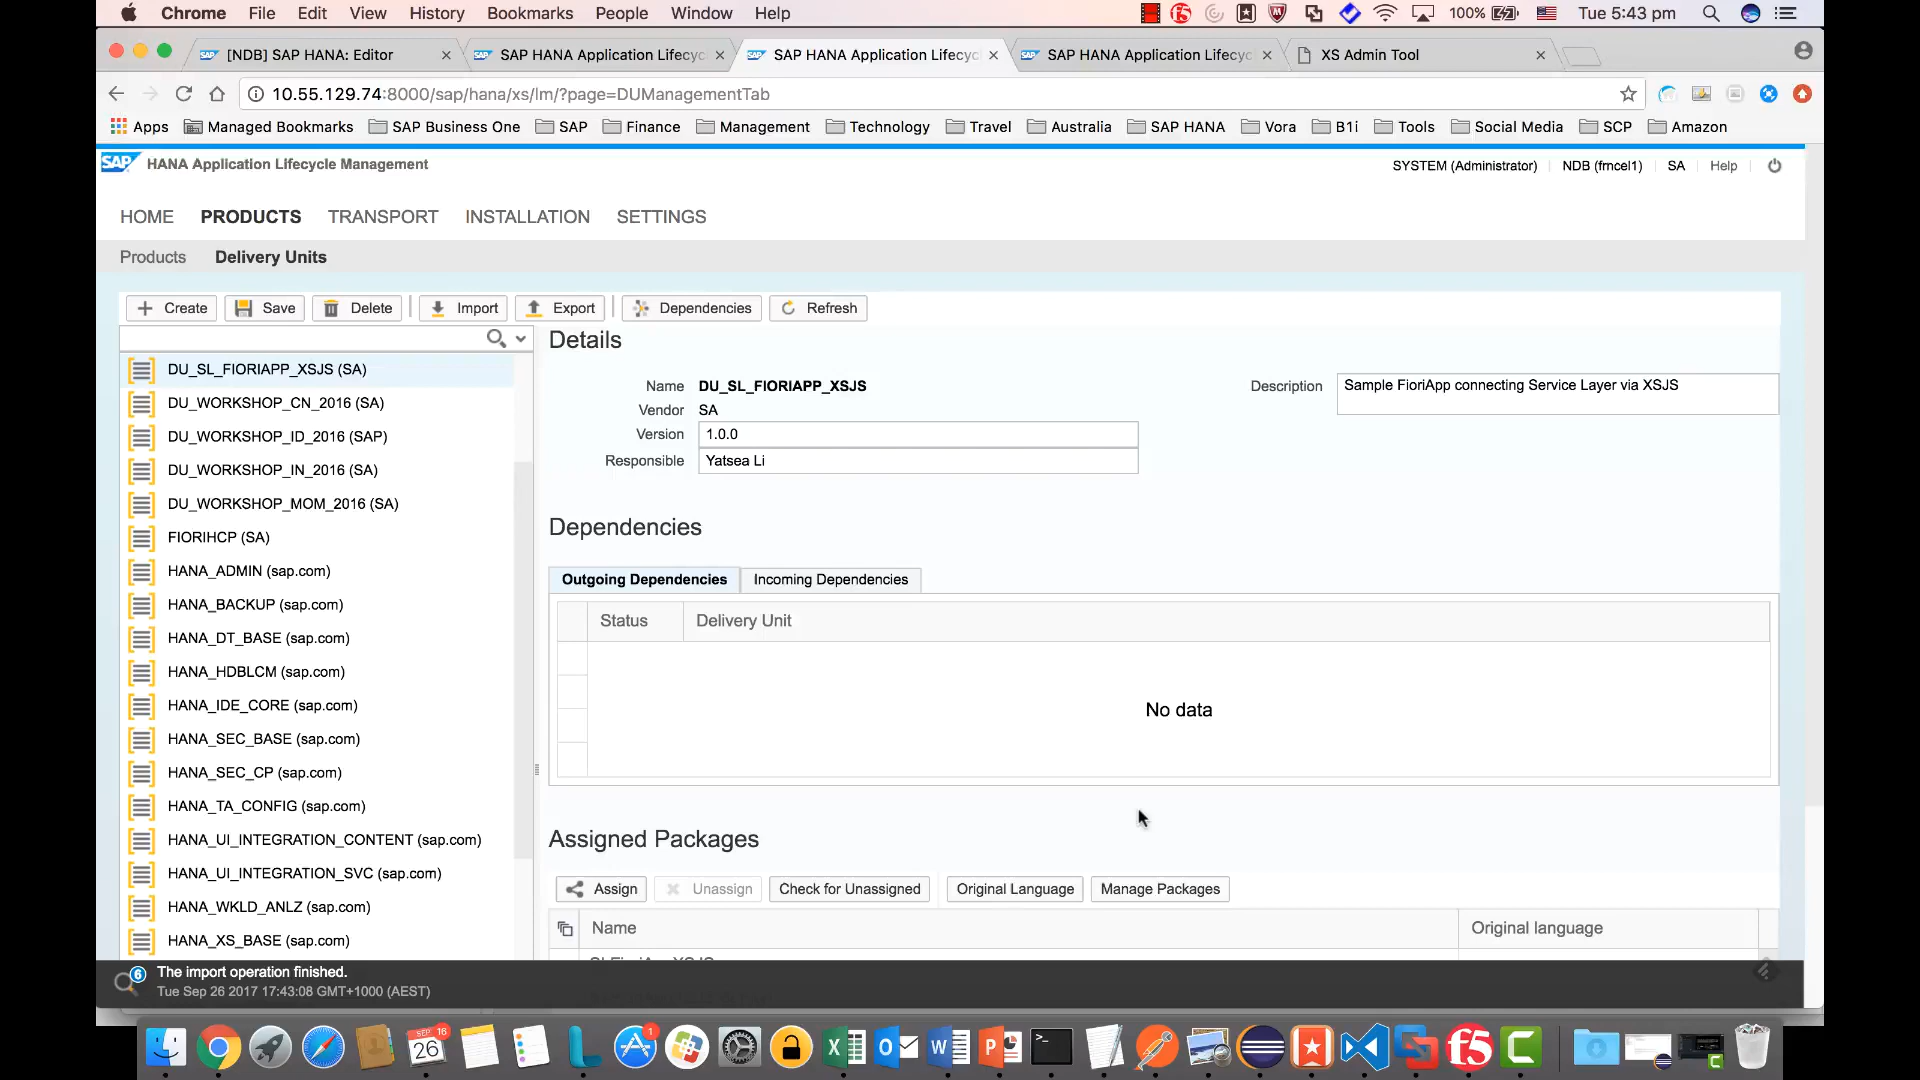 Chrome File Edit View History Bookmarks People Window Help 100% Tue 5:43 pm
[NDB] SAP HANA: Editor SAP HANA Application Lifecyc SAP HANA Application Lifecyc SAP HANA Application Lifecyc XS Admin Tool
10.55.129.74:8000/sap/hana/xs/lm/?page=DUManagementTab
Apps Managed Bookmarks SAP Business One SAP Finance Management Technology Travel Australia SAP HANA Vora B1i Tools Social Media SCP Amazon
SAP HANA Application Lifecycle Management SYSTEM (Administrator) NDB (frncel1) SA Help
HOME PRODUCTS TRANSPORT INSTALLATION SETTINGS
Products Delivery Units
Create Save Delete Import Export Dependencies Refresh
DU_SL_FIORIAPP_XSJS (SA)
DU_WORKSHOP_CN_2016 (SA)
DU_WORKSHOP_ID_2016 (SAP)
DU_WORKSHOP_IN_2016 (SA)
DU_WORKSHOP_MOM_2016 (SA)
FIORIHCP (SA)
HANA_ADMIN (sap.com)
HANA_BACKUP (sap.com)
HANA_DT_BASE (sap.com)
HANA_HDBLCM (sap.com)
HANA_IDE_CORE (sap.com)
HANA_SEC_BASE (sap.com)
HANA_SEC_CP (sap.com)
HANA_TA_CONFIG (sap.com)
HANA_UI_INTEGRATION_CONTENT (sap.com)
HANA_UI_INTEGRATION_SVC (sap.com)
HANA_WKLD_ANLZ (sap.com)
HANA_XS_BASE (sap.com)
Details
Name DU_SL_FIORIAPP_XSJS Description Sample FioriApp connecting Service Layer via XSJS
Vendor SA
Version 1.0.0
Responsible Yatsea Li
Dependencies
Outgoing Dependencies Incoming Dependencies
Status Delivery Unit
No data
Assigned Packages
Assign Unassign Check for Unassigned Original Language Manage Packages
Name Original language
6 The import operation finished.
Tue Sep 26 2017 17:43:08 GMT+1000 (AEST)